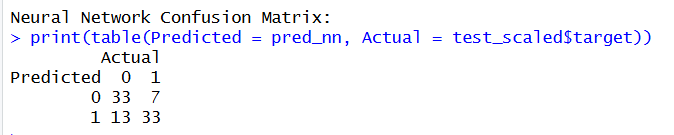 Neural Network Confusion Matrix:
> print(table(Predicted = pred_nn, Actual = test_scaled$target))
         Actual
Predicted  0  1
        0 33  7
        1 13 33